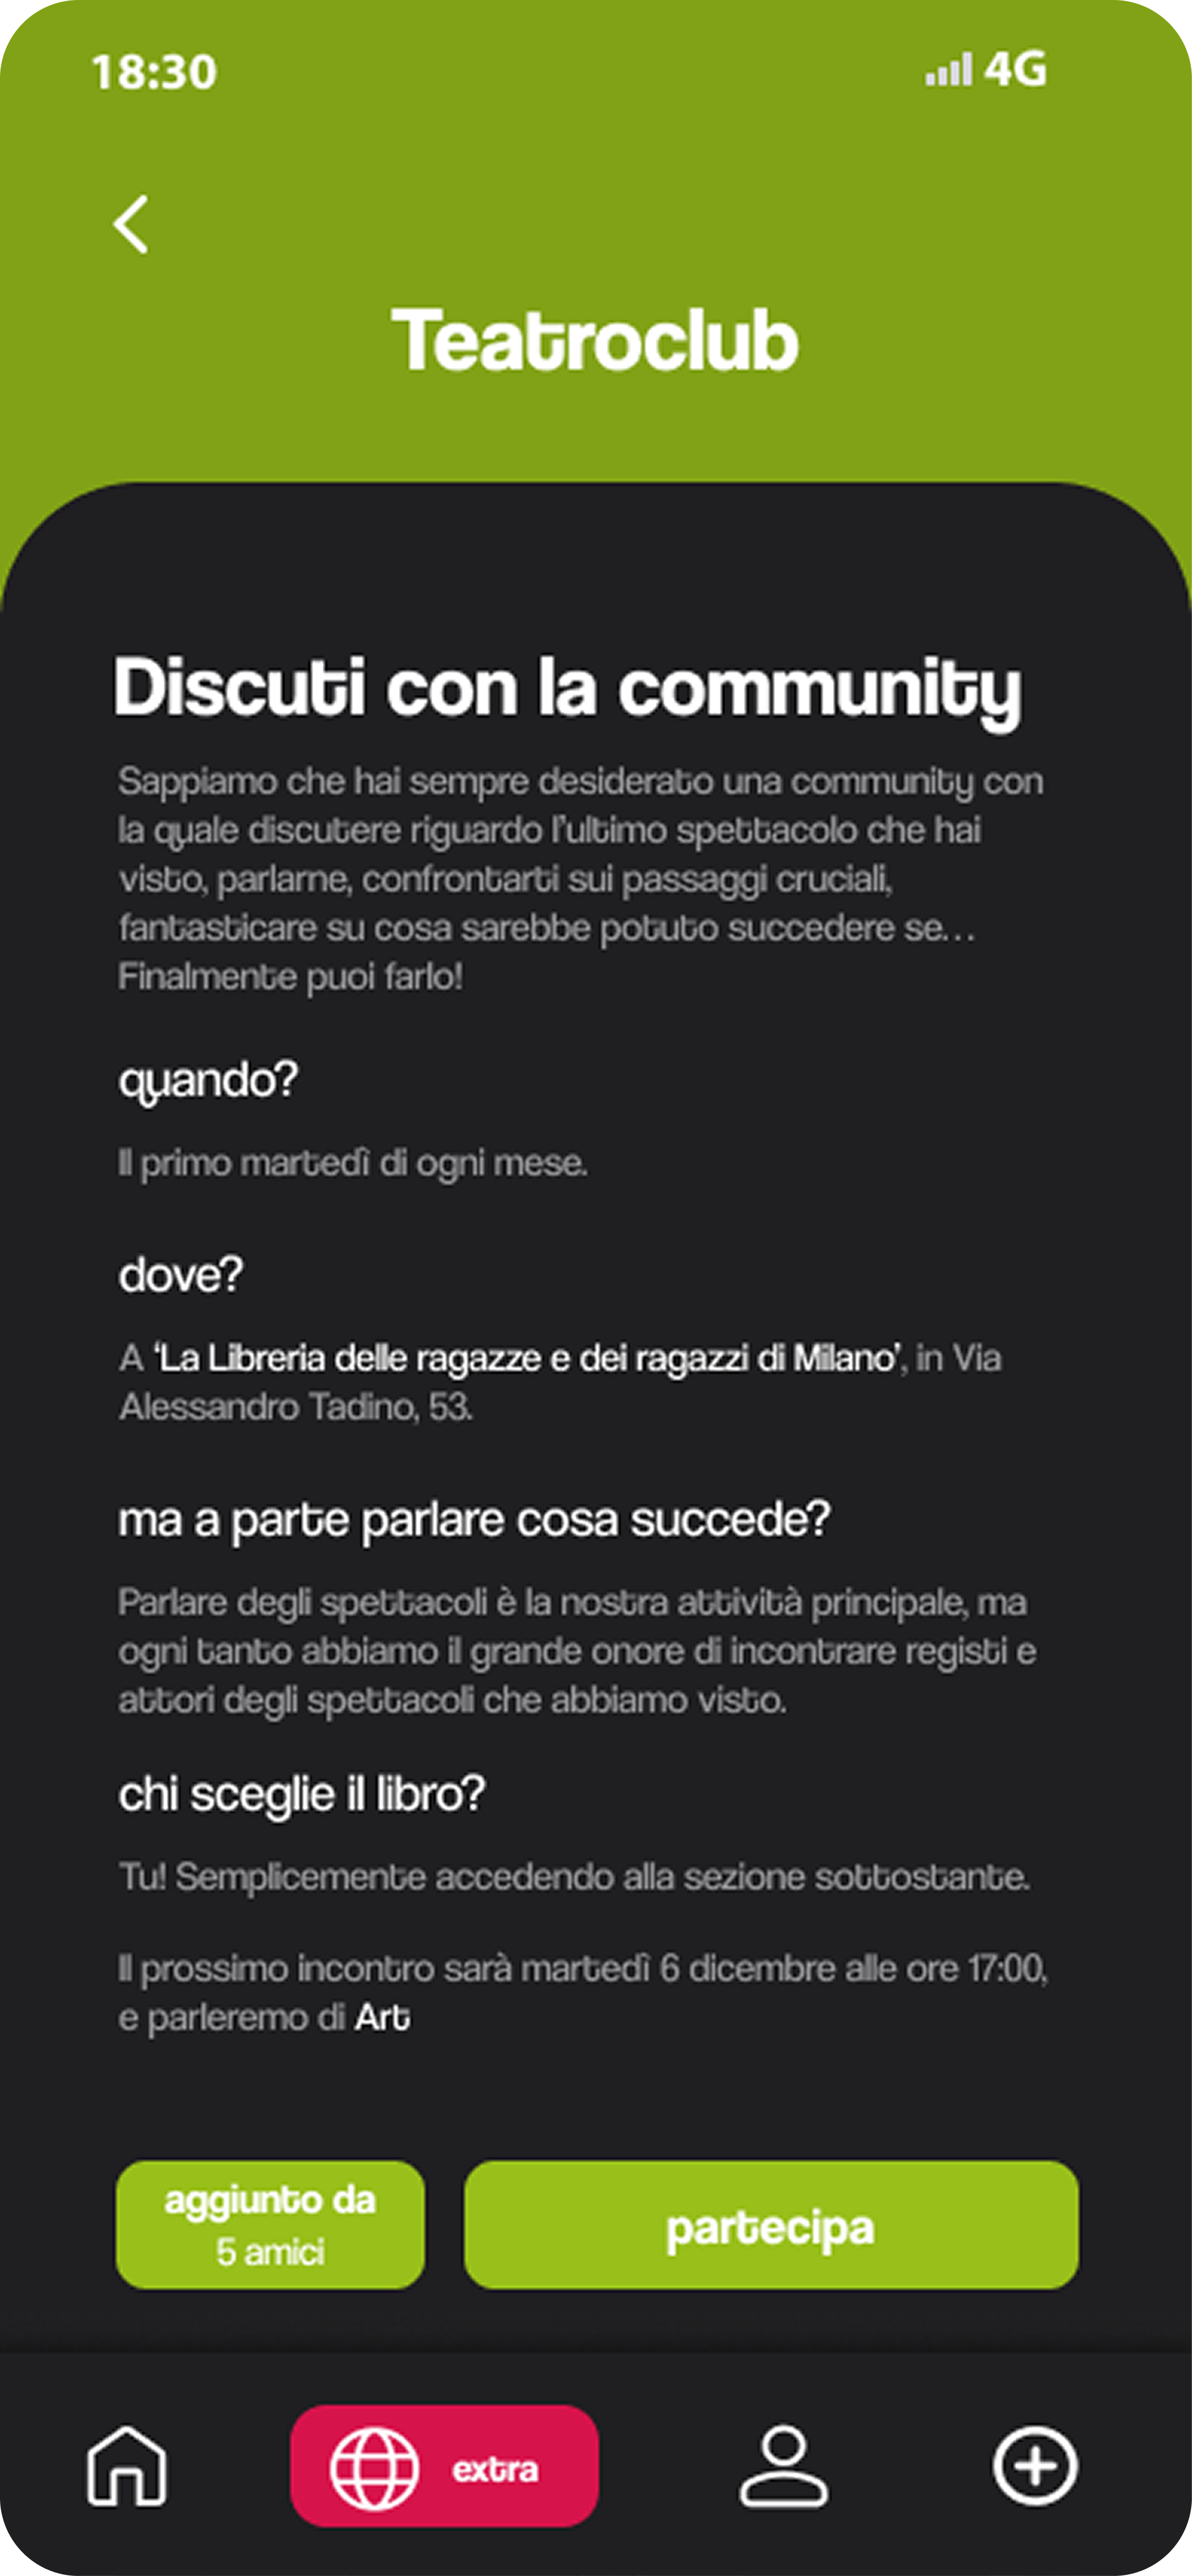 18:30
4G
Teatroclub
Discuti con la community
Sappiamo che hai sempre desiderato una community con
la quale discutere riguardo l'ultimo spettacolo che hai
visto, parlarne, confrontarti sui passaggi cruciali,
fantasticare su cosa sarebbe potuto succedere se...
Finalmente puoi farlo!
quando?
Il primo martedì di ogni mese.
dove?
A 'La Libreria delle ragazze e dei ragazzi di Milano', in Via
Alessandro Tadino, 53.
ma a parte parlare cosa succede?
Parlare degli spettacoli è la nostra attività principale, ma
ogni tanto abbiamo il grande onore di incontrare registi e
attori degli spettacoli che abbiamo visto.
chi sceglie il libro?
Tu! Semplicemente accedendo alla sezione sottostante.
Il prossimo incontro sarà martedì 6 dicembre alle ore 17:00,
e parleremo di Art
aggiunto da
5 amici
partecipa
extra